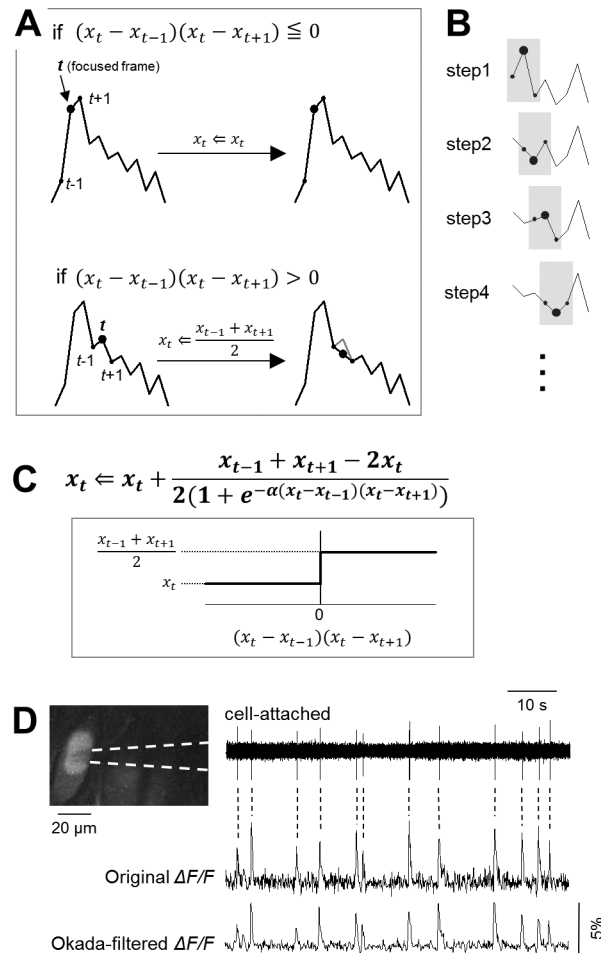 A
if (x_t − x_{t−1})(x_t − x_{t+1}) ≦ 0
t (focused frame)
t+1
t-1
x_t ⇐ x_t
if (x_t − x_{t−1})(x_t − x_{t+1}) > 0
t
t-1
t+1
x_t ⇐ \frac{x_{t−1} + x_{t+1}}{2}
B
step1
step2
step3
step4
C
x_t ⇐ x_t + \frac{x_{t−1} + x_{t+1} − 2x_t}{2(1 + e^{−α(x_t−x_{t−1})(x_t−x_{t+1})})}
\frac{x_{t−1} + x_{t+1}}{2}
x_t
0
(x_t − x_{t−1})(x_t − x_{t+1})
D
20 µm
10 s
cell-attached
Original ΔF/F
Okada-filtered ΔF/F
5%